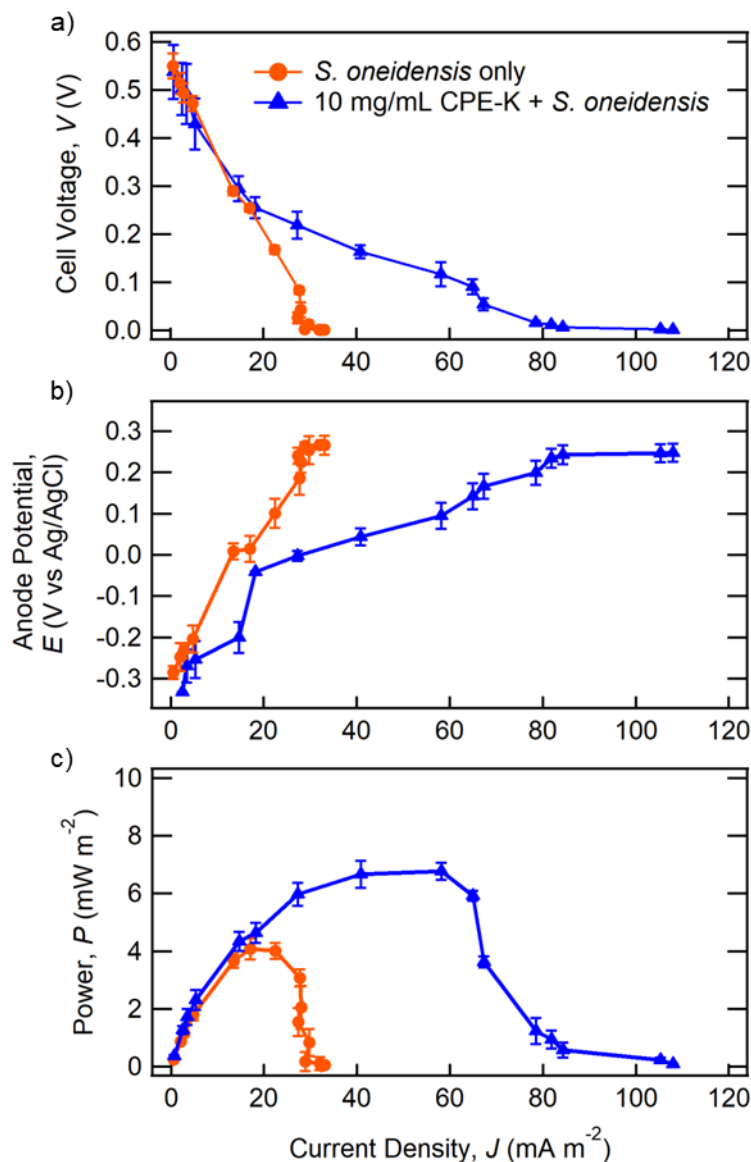 a)
0.6
0.5
0.4
0.3
0.2
0.1
0.0
Cell Voltage, V (V)
S. oneidensis only
10 mg/mL CPE-K + S. oneidensis
0 20 40 60 80 100 120
b)
0.3
0.2
0.1
0.0
-0.1
-0.2
-0.3
Anode Potential,
E (V vs Ag/AgCl)
0 20 40 60 80 100 120
c)
10
8
6
4
2
0
Power, P (mW m⁻²)
0 20 40 60 80 100 120
Current Density, J (mA m⁻²)